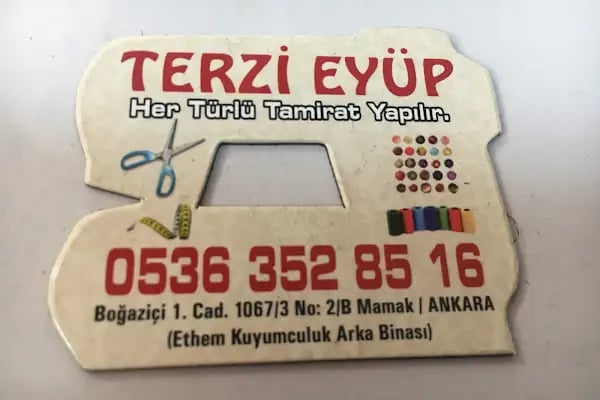 TERZİ EYÜP
Her Türlü Tamirat Yapılır.
0536 352 85 16
Boğaziçi 1. Cad. 1067/3 No: 2/B Mamak | ANKARA
(Ethem Kuyumculuk Arka Binası)